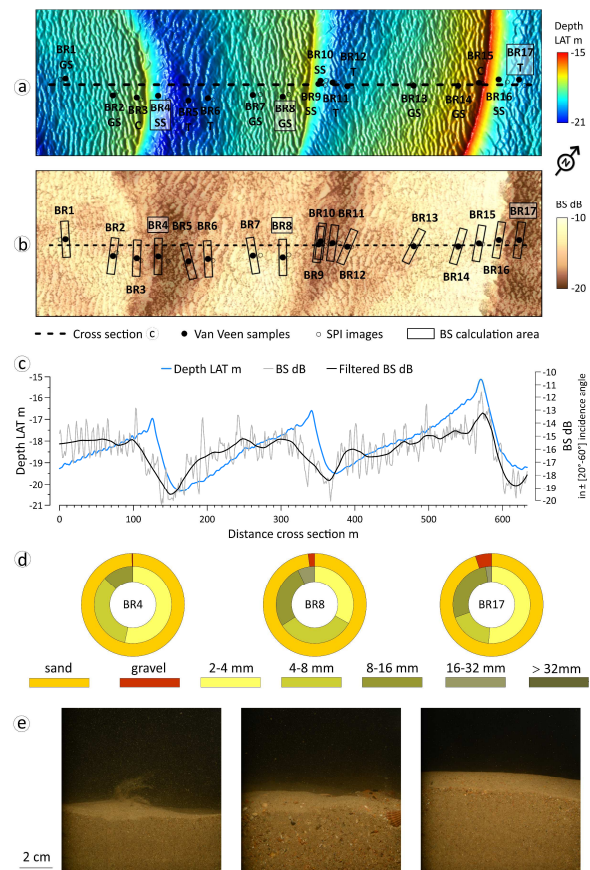 a
BR1
GS
BR2
GS
BR3
C
BR4
SS
BR5
T
BR6
T
BR7
GS
BR8
GS
BR10
SS
BR9
SS
BR12
T
BR11
T
BR13
GS
BR14
GS
BR15
C
BR16
SS
BR17
T
Depth
LAT m
-15
-21
N
b
BR1
BR2
BR3
BR4
BR5
BR6
BR7
BR8
BR9
BR10
BR11
BR12
BR13
BR14
BR15
BR16
BR17
BS dB
-10
-20
Cross section c
Van Veen samples
SPI images
BS calculation area
c
Depth LAT m
BS dB
Filtered BS dB
Depth LAT m
-15
-16
-17
-18
-19
-20
-21
0
100
200
300
400
500
600
Distance cross section m
-10
-11
-12
-13
-14
-15
-16
-17
-18
-19
-20
BS dB
in± [20°-60°] incidence angle
d
BR4
BR8
BR17
sand
gravel
2-4 mm
4-8 mm
8-16 mm
16-32 mm
> 32mm
e
2 cm